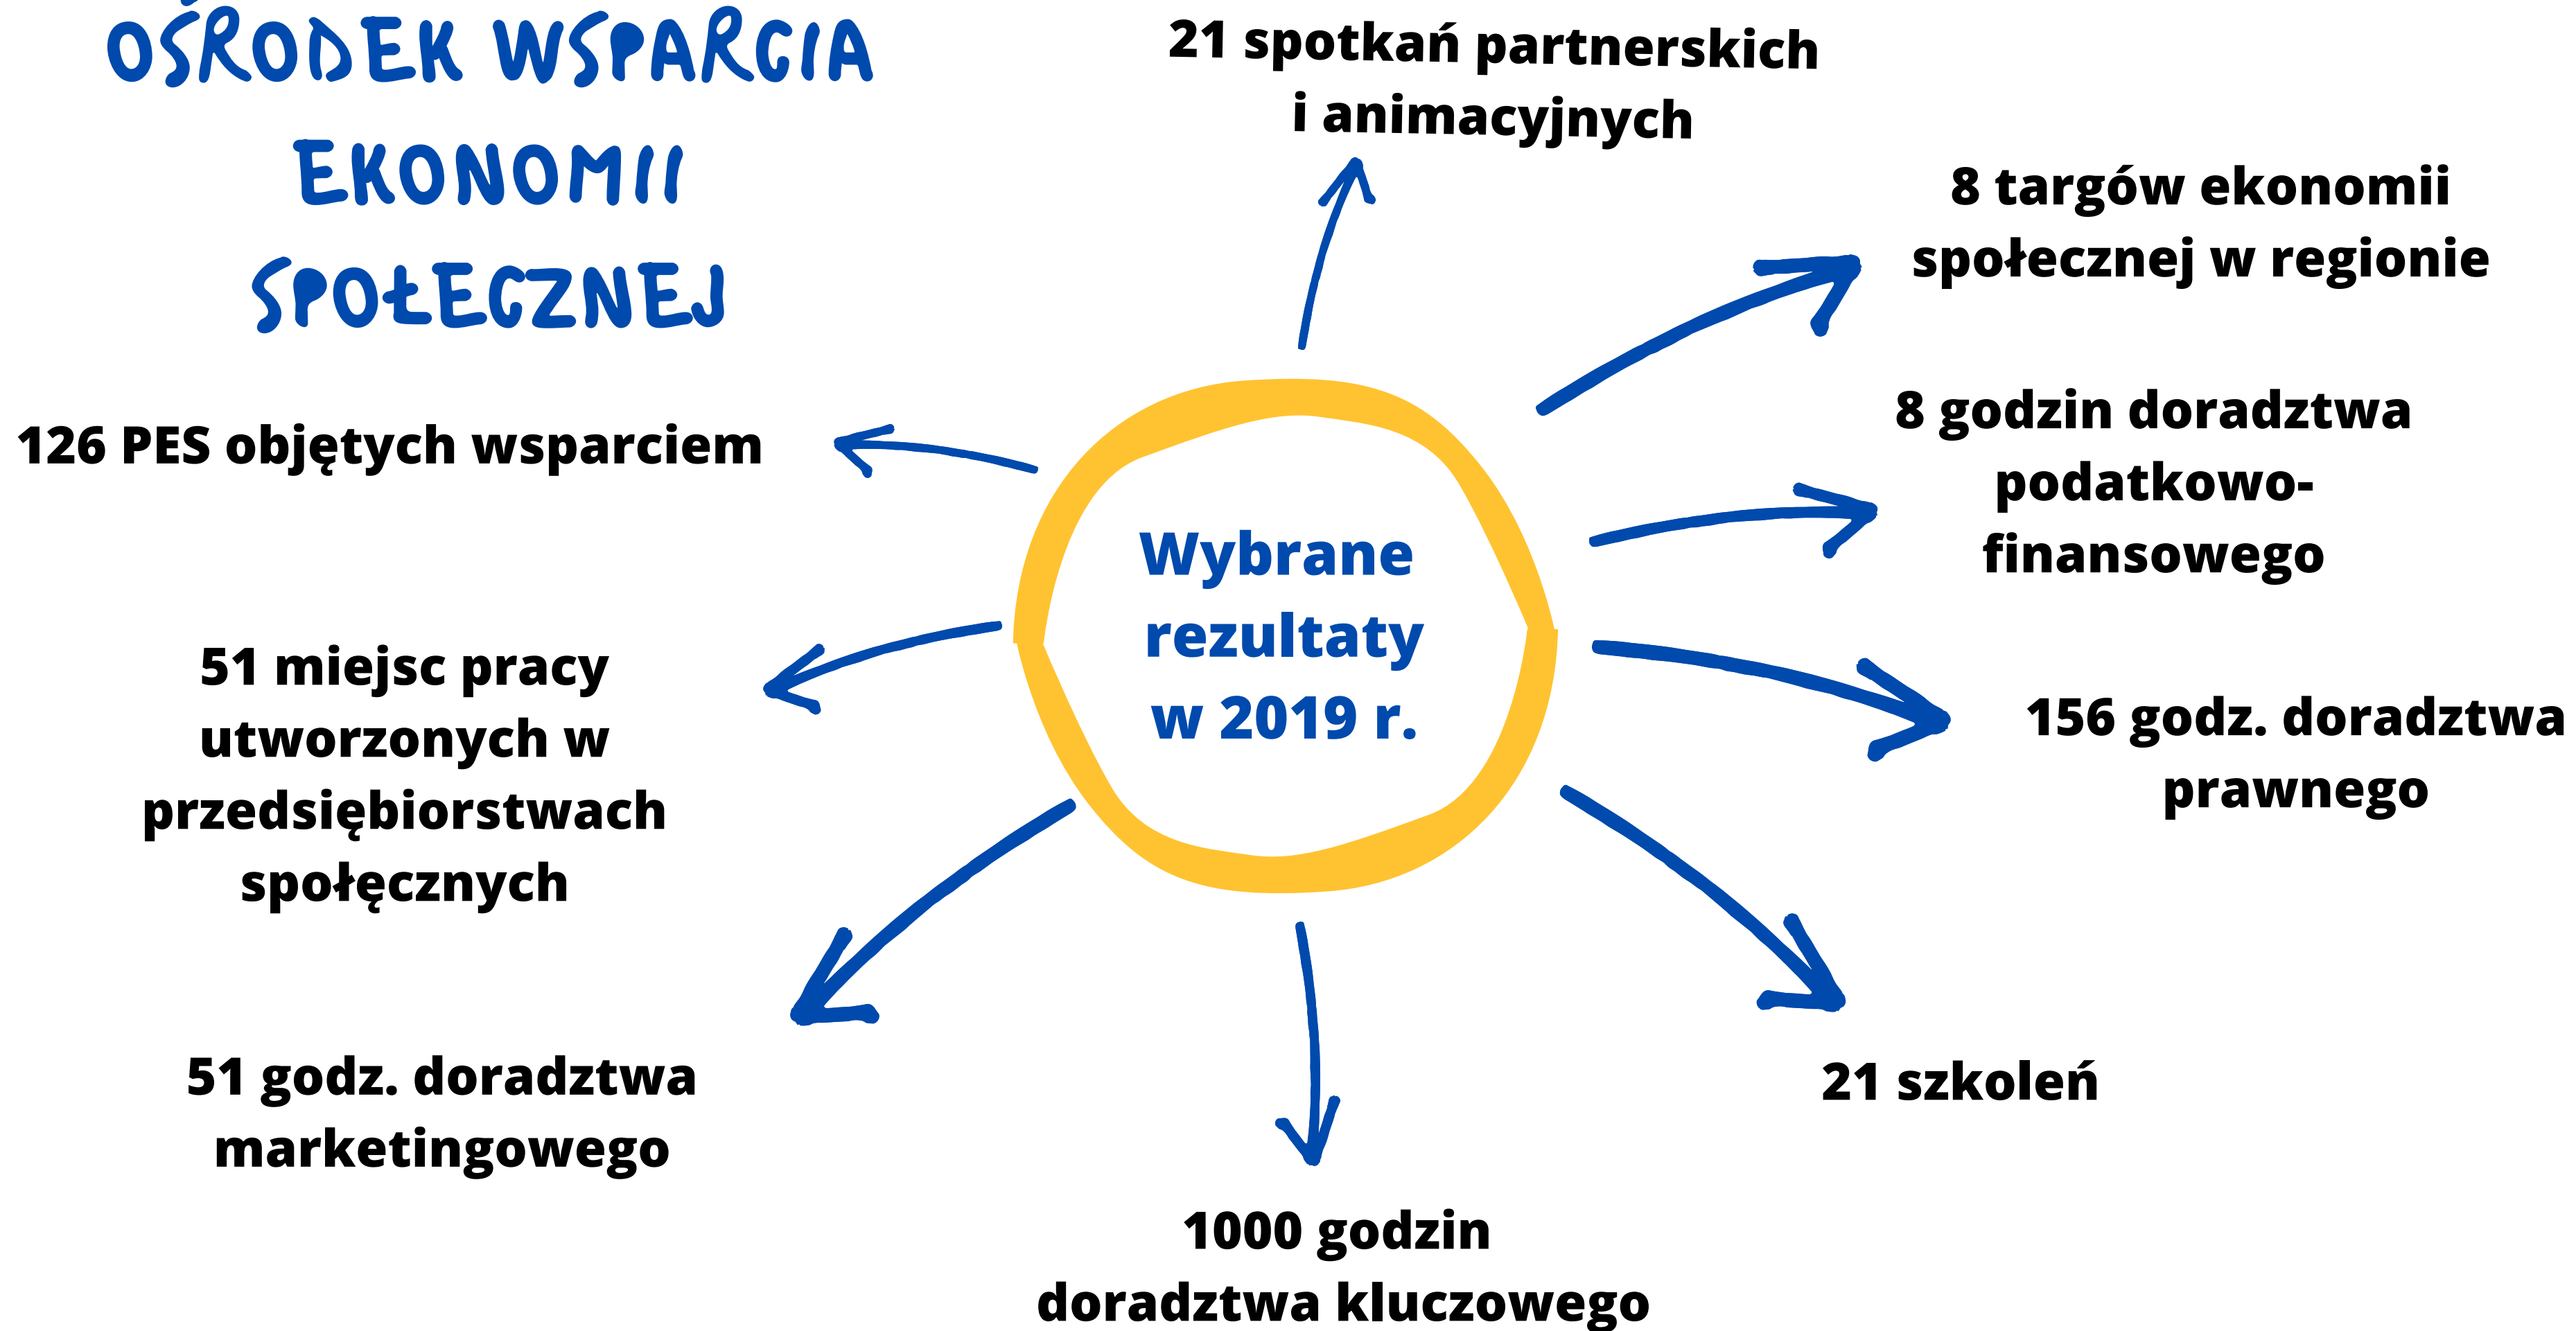 OŚRODEK WSPARCIA
EKONOMII
SPOŁECZNEJ
21 spotkań partnerskich
i animacyjnych
8 targów ekonomii
społecznej w regionie
8 godzin doradztwa
podatkowo-
finansowego
156 godz. doradztwa
prawnego
21 szkoleń
1000 godzin
doradztwa kluczowego
51 godz. doradztwa
marketingowego
51 miejsc pracy
utworzonych w
przedsiębiorstwach
społęcznych
126 PES objętych wsparciem
Wybrane
rezultaty
w 2019 r.